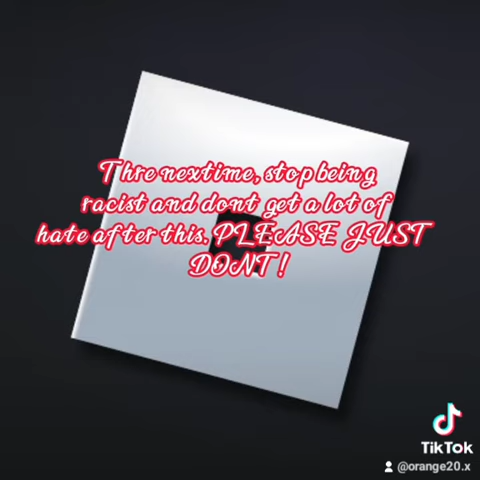 Thre nextime, stop being
racist and dont get a lot of
hate after this. PLEASE JUST
DONT!
TikTok
@orange20.x